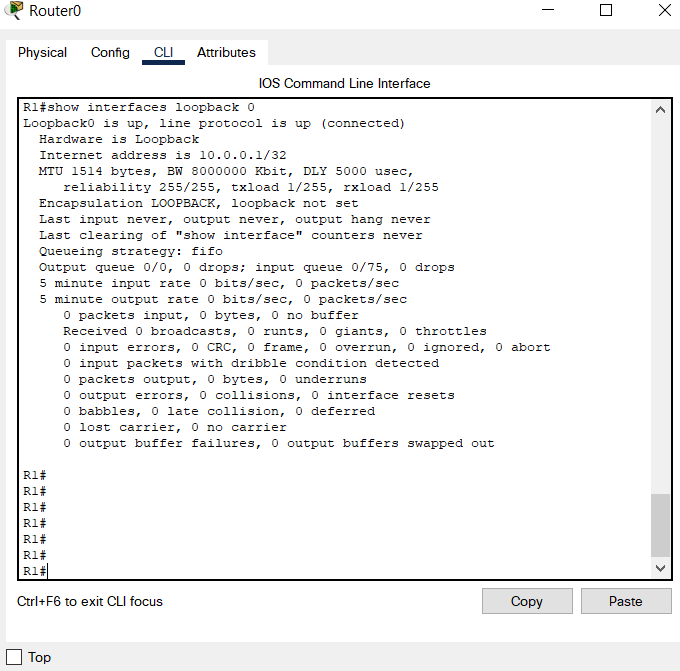 Router0
Physical Config CLI Attributes
IOS Command Line Interface
R1#show interfaces loopback 0
Loopback0 is up, line protocol is up (connected)
Hardware is Loopback
Internet address is 10.0.0.1/32
MTU 1514 bytes, BW 8000000 Kbit, DLY 5000 usec,
reliability 255/255, txload 1/255, rxload 1/255
Encapsulation LOOPBACK, loopback not set
Last input never, output never, output hang never
Last clearing of "show interface" counters never
Queueing strategy: fifo
Output queue 0/0, 0 drops; input queue 0/75, 0 drops
5 minute input rate 0 bits/sec, 0 packets/sec
5 minute output rate 0 bits/sec, 0 packets/sec
0 packets input, 0 bytes, 0 no buffer
Received 0 broadcasts, 0 runts, 0 giants, 0 throttles
0 input errors, 0 CRC, 0 frame, 0 overrun, 0 ignored, 0 abort
0 input packets with dribble condition detected
0 packets output, 0 bytes, 0 underruns
0 output errors, 0 collisions, 0 interface resets
0 babbles, 0 late collision, 0 deferred
0 lost carrier, 0 no carrier
0 output buffer failures, 0 output buffers swapped out
R1#
R1#
R1#
R1#
R1#
R1#
R1#
Ctrl+F6 to exit CLI focus Copy Paste
Top